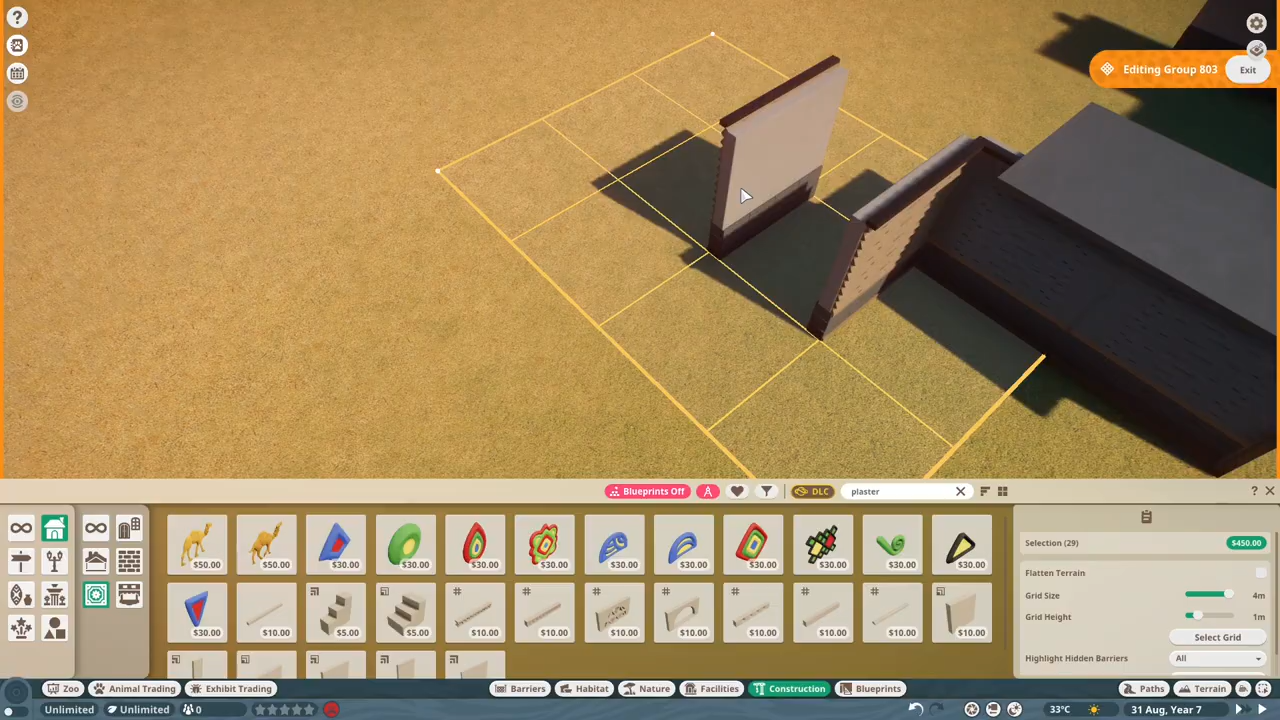 ?
Editing Group 803
Exit
Blueprints Off
DLC
plaster
?
$50.00
$50.00
$30.00
$30.00
$30.00
$30.00
$30.00
$30.00
$30.00
$30.00
$30.00
$30.00
$30.00
$10.00
$5.00
$5.00
$10.00
$10.00
$10.00
$10.00
$10.00
$10.00
$10.00
$10.00
Selection (29)
$450.00
Flatten Terrain
Grid Size
4m
Grid Height
1m
Select Grid
Highlight Hidden Barriers
All
Zoo
Animal Trading
Exhibit Trading
Barriers
Habitat
Nature
Facilities
Construction
Blueprints
Paths
Terrain
Unlimited
Unlimited
0
33°C
31 Aug, Year 7